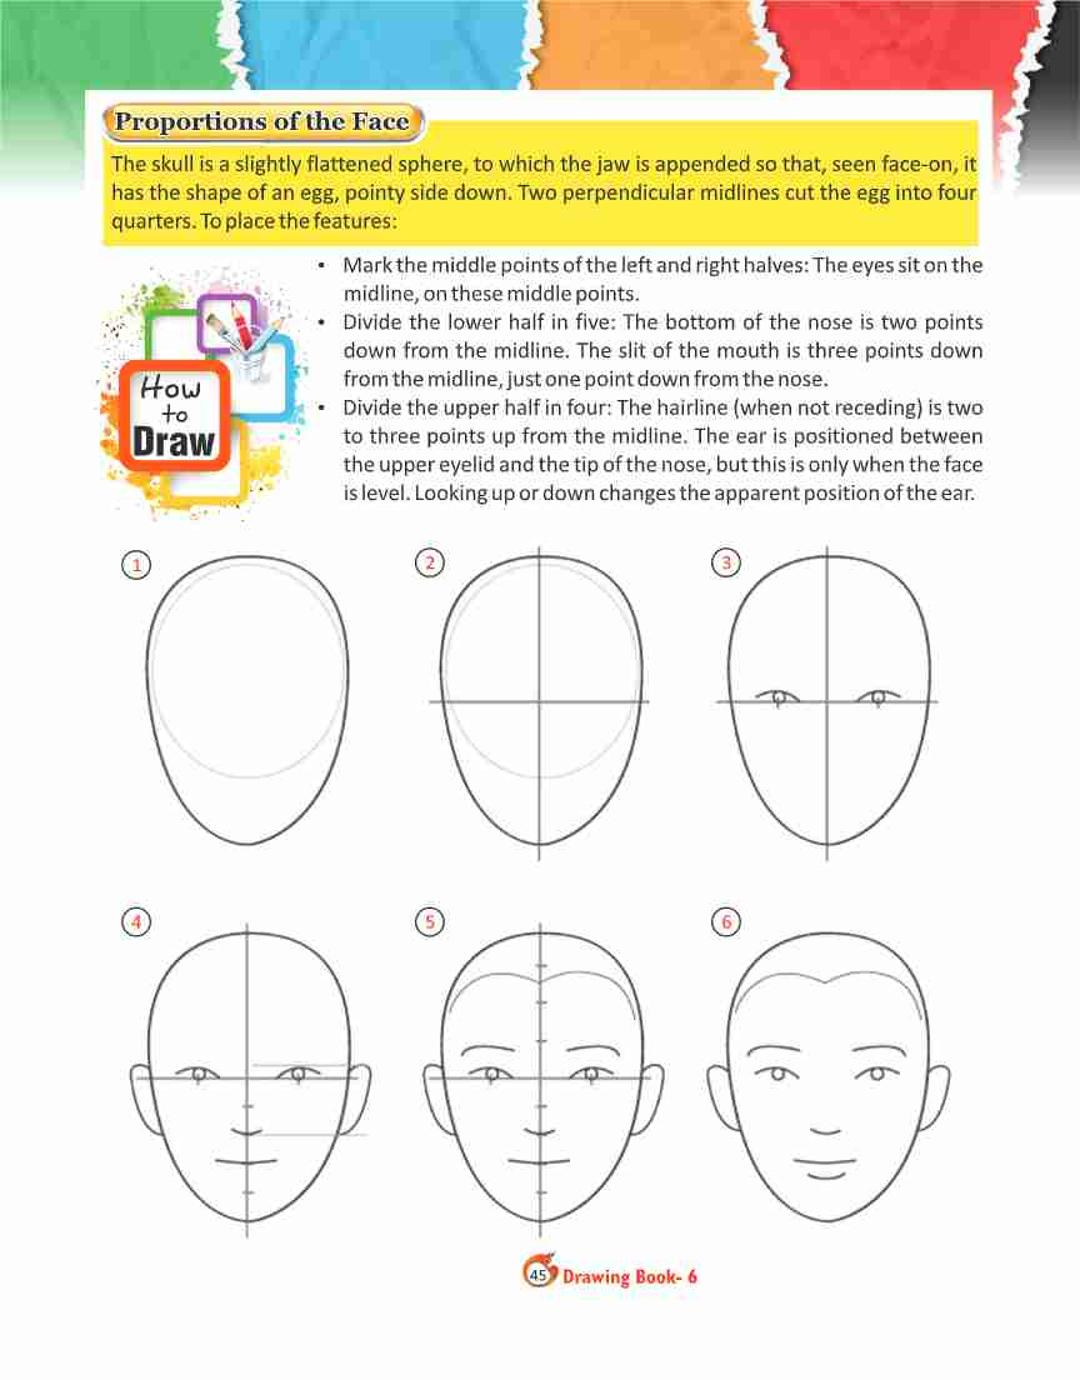 Proportions of the Face
The skull is a slightly flattened sphere, to which the jaw is appended so that, seen face-on, it
has the shape of an egg, pointy side down. Two perpendicular midlines cut the egg into four
quarters. To place the features:
• Mark the middle points of the left and right halves: The eyes sit on the
midline, on these middle points.
• Divide the lower half in five: The bottom of the nose is two points
down from the midline. The slit of the mouth is three points down
from the midline, just one point down from the nose.
• Divide the upper half in four: The hairline (when not receding) is two
to three points up from the midline. The ear is positioned between
the upper eyelid and the tip of the nose, but this is only when the face
is level. Looking up or down changes the apparent position of the ear.
How
to
Draw
1
2
3
4
5
6
45 Drawing Book- 6